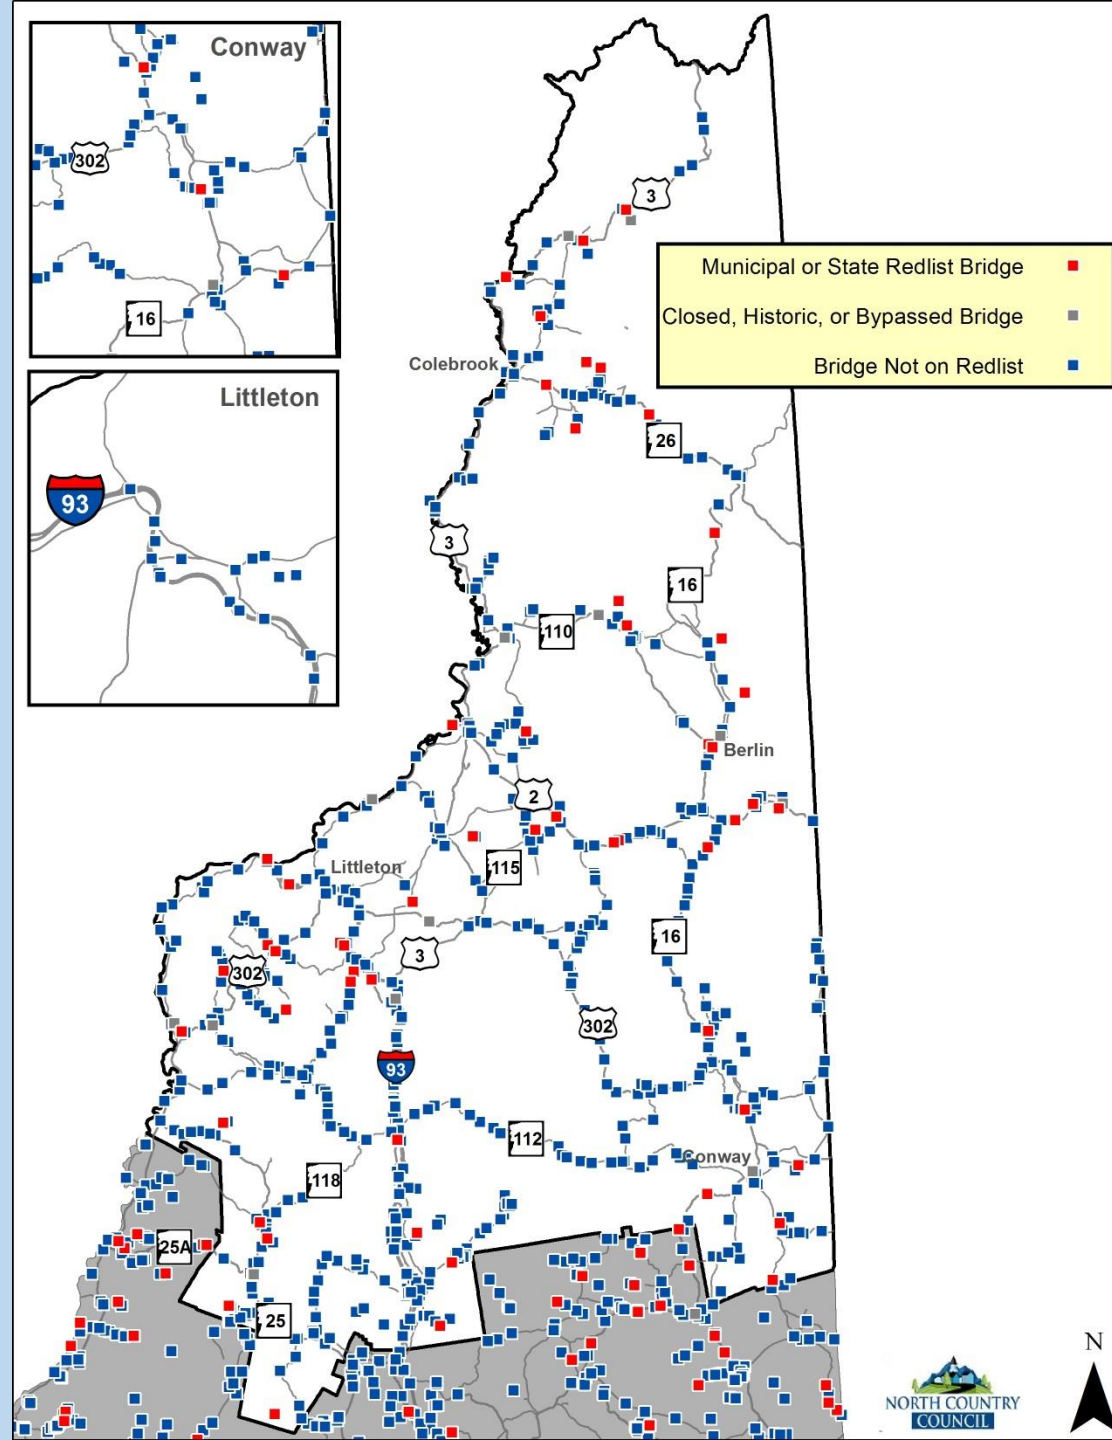 Conway
302
16
Littleton
93
3
Municipal or State Redlist Bridge
Closed, Historic, or Bypassed Bridge
Bridge Not on Redlist
Colebrook
26
3
16
110
Berlin
2
Littleton
115
16
3
302
302
93
112
Conway
118
25A
25
N
NORTH COUNTRY
COUNCIL